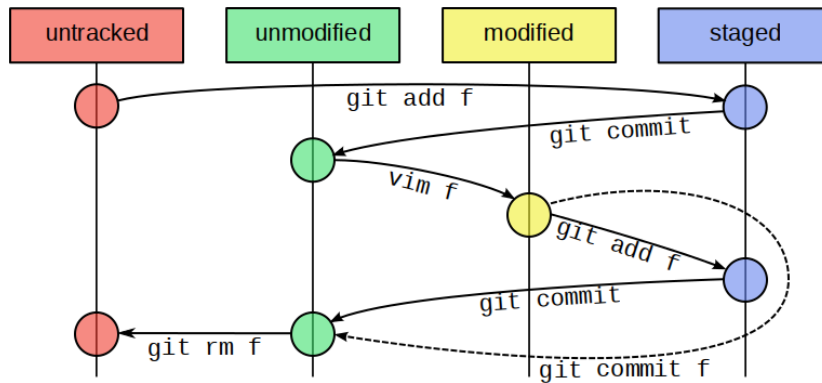 untracked
unmodified
modified
staged
git add f
git commit
vim f
git add f
git commit
git rm f
git commit f